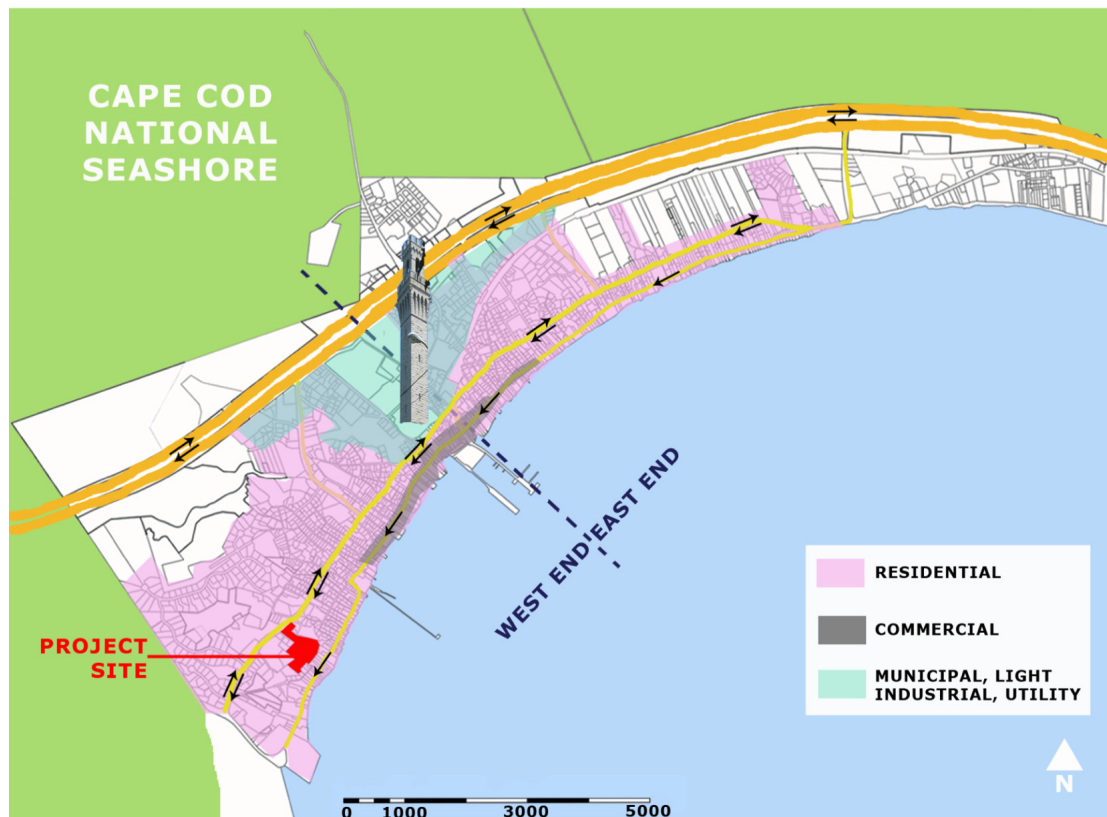 CAPE COD
NATIONAL
SEASHORE
WEST END
EAST END
PROJECT
SITE
RESIDENTIAL
COMMERCIAL
MUNICIPAL, LIGHT
INDUSTRIAL, UTILITY
N
0 1000 3000 5000